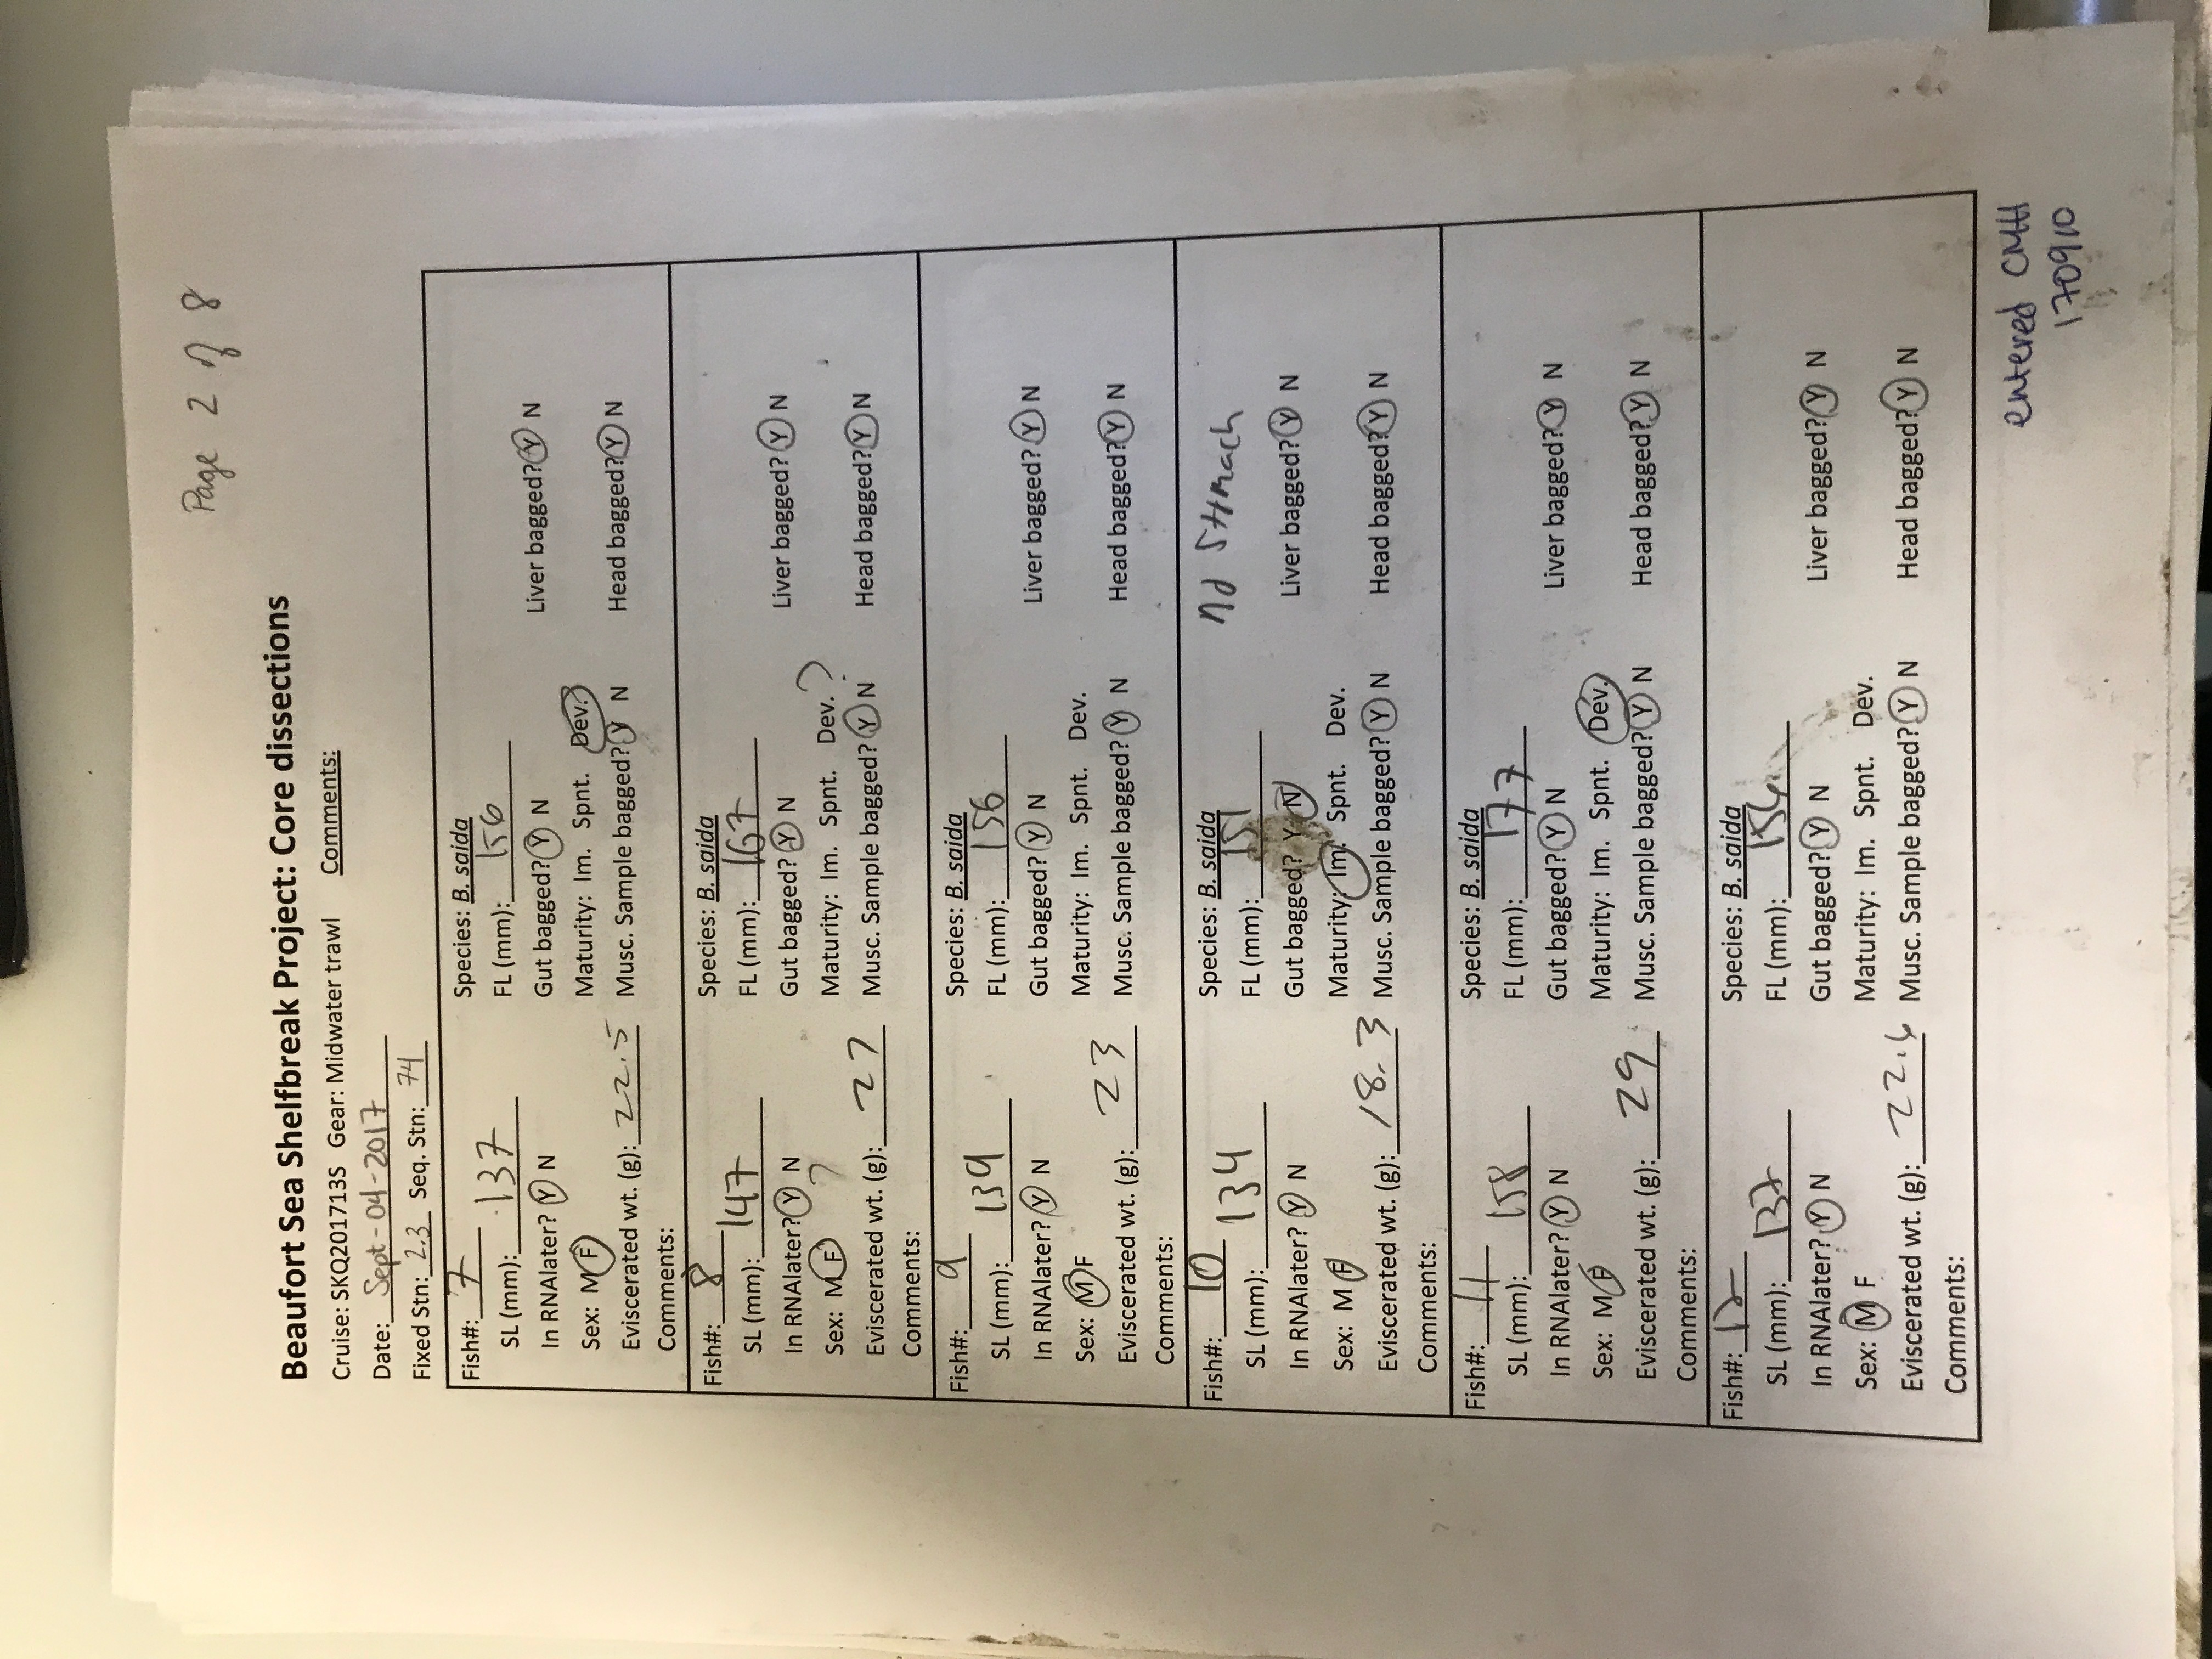 Page 2 of 8
Beaufort Sea Shelfbreak Project: Core dissections
Cruise: SKQ201713S Gear: Midwater trawl Comments:
Date: Sept-04-2017
Fixed Stn: 2.3 Seq. Stn: 74
Fish#: 7 Species: B. saida
SL (mm): 137 FL (mm): 156
In RNAlater? Y N Gut bagged? Y N Liver bagged? Y N
Sex: M F Maturity: Im. Spnt. Dev.
Eviscerated wt. (g): 22.5 Musc. Sample bagged? Y N Head bagged? Y N
Comments:
Fish#: 8 Species: B. saida
SL (mm): 147 FL (mm): 167
In RNAlater? Y N Gut bagged? Y N Liver bagged? Y N
Sex: M F ? Maturity: Im. Spnt. Dev. ?
Eviscerated wt. (g): 27 Musc. Sample bagged? Y N Head bagged? Y N
Comments:
Fish#: 9 Species: B. saida
SL (mm): 139 FL (mm): 156
In RNAlater? Y N Gut bagged? Y N Liver bagged? Y N
Sex: M F Maturity: Im. Spnt. Dev.
Eviscerated wt. (g): 23 Musc. Sample bagged? Y N Head bagged? Y N
Comments:
Fish#: 10 Species: B. saida no stomach
SL (mm): 134 FL (mm): 151
In RNAlater? Y N Gut bagged? Y N Liver bagged? Y N
Sex: M F Maturity: Im. Spnt. Dev.
Eviscerated wt. (g): 18.3 Musc. Sample bagged? Y N Head bagged? Y N
Comments:
Fish#: 11 Species: B. saida
SL (mm): 158 FL (mm): 177
In RNAlater? Y N Gut bagged? Y N Liver bagged? Y N
Sex: M F Maturity: Im. Spnt. Dev.
Eviscerated wt. (g): 29. Musc. Sample bagged? Y N Head bagged? Y N
Comments:
Fish#: 12 Species: B. saida
SL (mm): FL (mm):
In RNAlater? Y N Gut bagged? Y N Liver bagged? Y N
Sex: M F Maturity: Im. Spnt. Dev.
Eviscerated wt. (g): 22.6 Musc. Sample bagged? Y N Head bagged? Y N
Comments:
entered CMH
170910